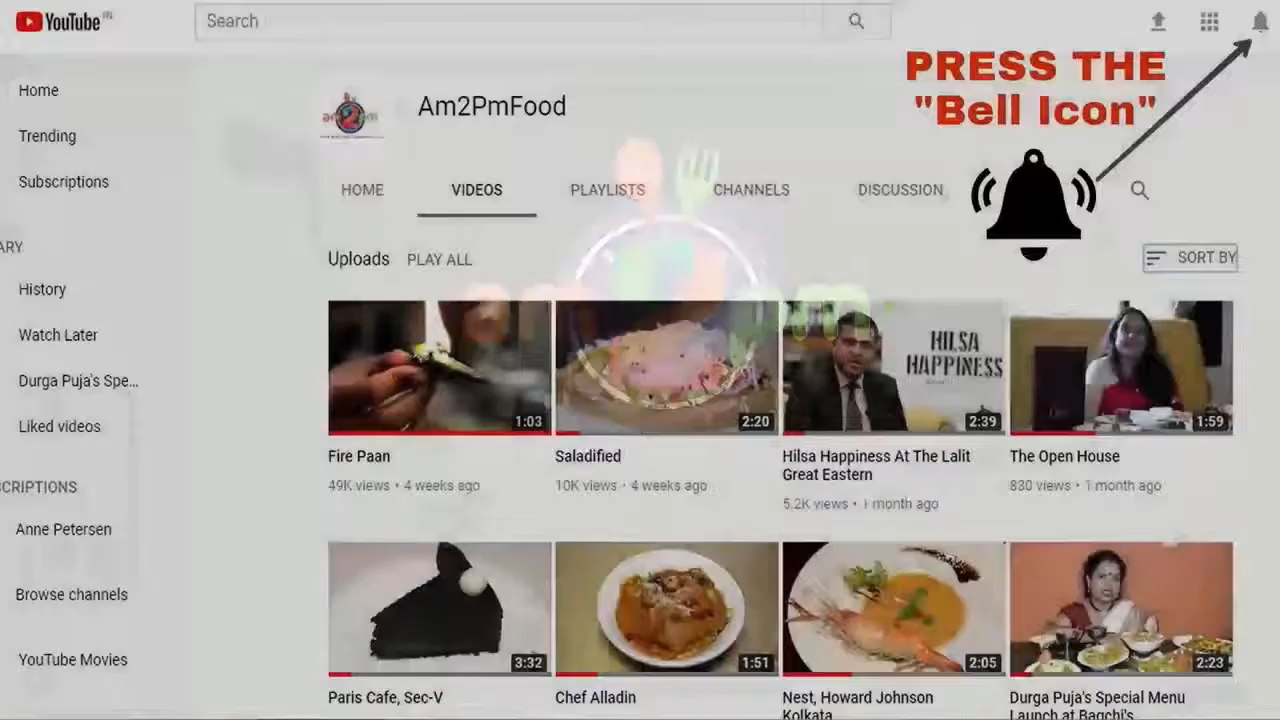 YouTube IN
Search
PRESS THE
"Bell Icon"
Home
Trending
Subscriptions
ARY
History
Watch Later
Durga Puja's Spe...
Liked videos
SCRIPTIONS
Anne Petersen
Browse channels
YouTube Movies
Am2PmFood
HOME VIDEOS PLAYLISTS CHANNELS DISCUSSION
Uploads PLAY ALL SORT BY
HILSA
HAPPINESS
1:03 2:20 2:39 1:59
Fire Paan
49K views • 4 weeks ago
Saladified
10K views • 4 weeks ago
Hilsa Happiness At The Lalit
Great Eastern
5.2K views • 1 month ago
The Open House
830 views • 1 month ago
3:32 1:51 2:05 2:23
Paris Cafe, Sec-V
Chef Alladin
Nest, Howard Johnson
Kolkata
Durga Puja's Special Menu
Launch at Bagchi's